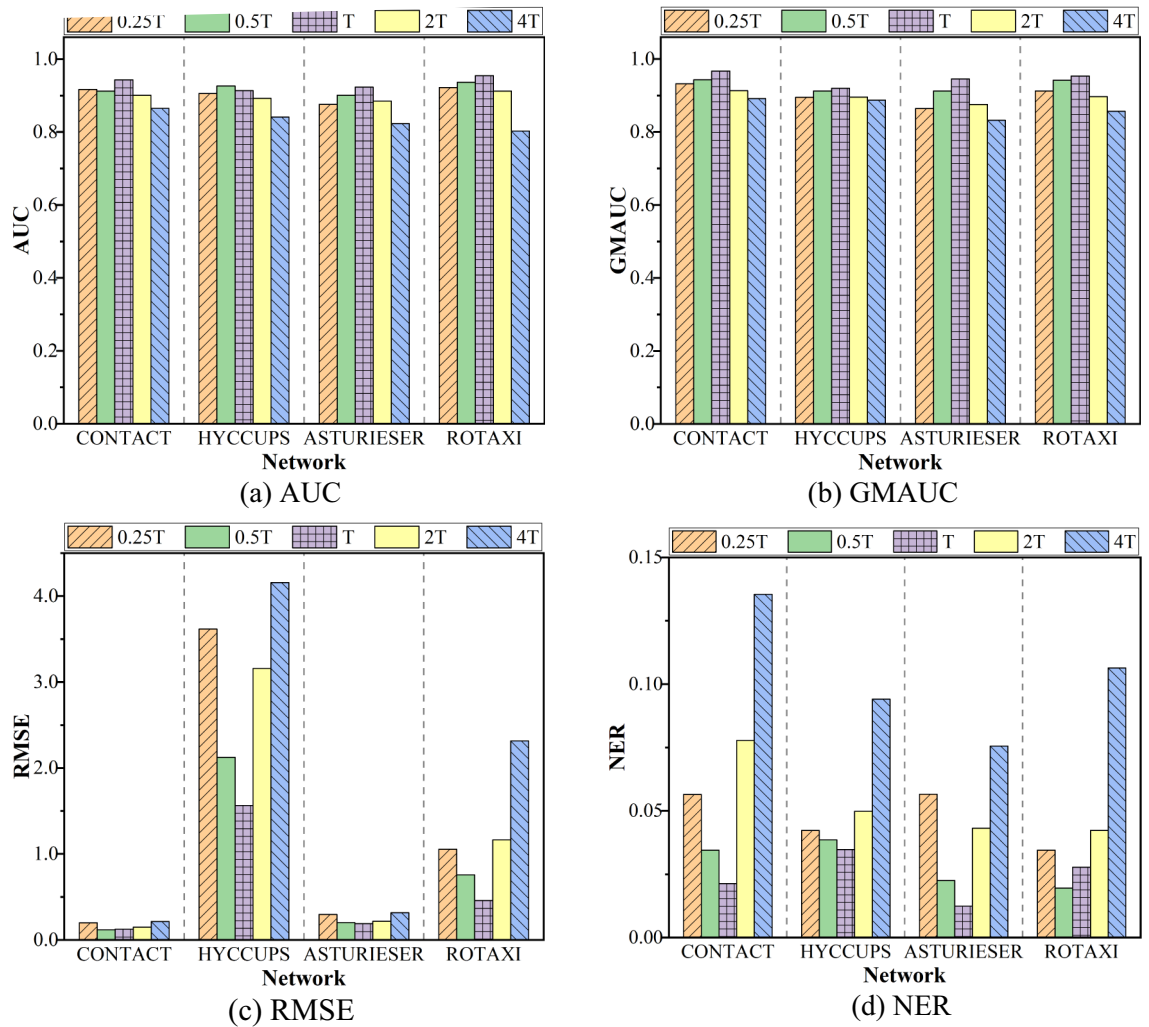 0.25T 0.5T T 2T 4T
1.0
0.8
0.6
0.4
0.2
0.0
AUC
CONTACT HYCCUPS ASTURIESER ROTAXI
Network
(a) AUC
0.25T 0.5T T 2T 4T
1.0
0.8
0.6
0.4
0.2
0.0
GMAUC
CONTACT HYCCUPS ASTURIESER ROTAXI
Network
(b) GMAUC
0.25T 0.5T T 2T 4T
4.0
3.0
2.0
1.0
0.0
RMSE
CONTACT HYCCUPS ASTURIESER ROTAXI
Network
(c) RMSE
0.25T 0.5T T 2T 4T
0.15
0.10
0.05
0.00
NER
CONTACT HYCCUPS ASTURIESER ROTAXI
Network
(d) NER